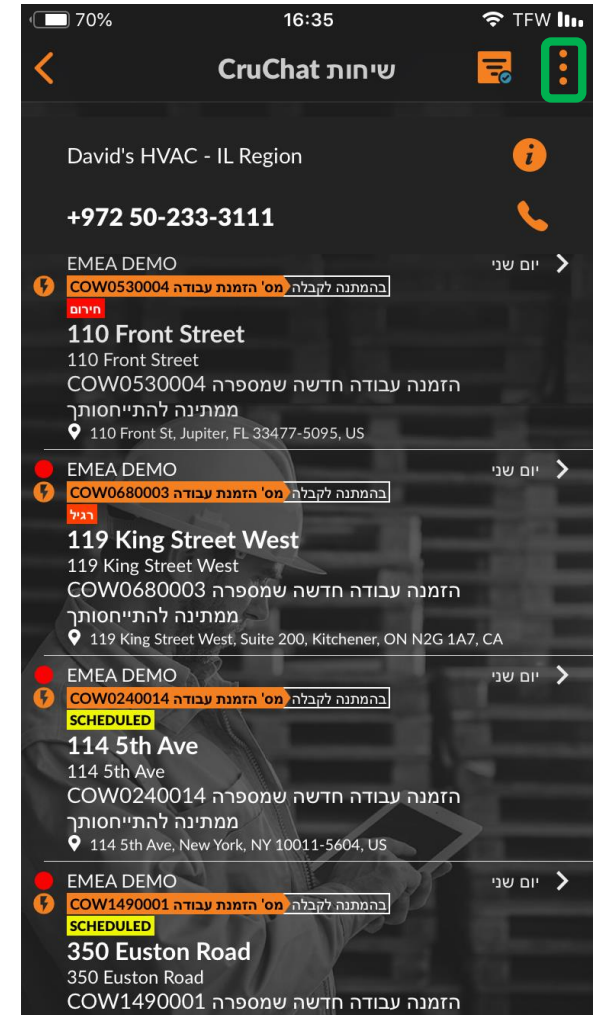 70%
16:35
TFW
שיחות CruChat
David's HVAC - IL Region
+972 50-233-3111
EMEA DEMO
יום שני
מס' הזמנת עבודה COW0530004
בהמתנה לקבלה
חירום
110 Front Street
110 Front Street
הזמנה עבודה חדשה שמספרה COW0530004
ממתינה להתייחסותך
110 Front St, Jupiter, FL 33477-5095, US
EMEA DEMO
יום שני
מס' הזמנת עבודה COW0680003
בהמתנה לקבלה
רגיל
119 King Street West
119 King Street West
הזמנה עבודה חדשה שמספרה COW0680003
ממתינה להתייחסותך
119 King Street West, Suite 200, Kitchener, ON N2G 1A7, CA
EMEA DEMO
יום שני
מס' הזמנת עבודה COW0240014
בהמתנה לקבלה
SCHEDULED
114 5th Ave
114 5th Ave
הזמנה עבודה חדשה שמספרה COW0240014
ממתינה להתייחסותך
114 5th Ave, New York, NY 10011-5604, US
EMEA DEMO
יום שני
מס' הזמנת עבודה COW1490001
בהמתנה לקבלה
SCHEDULED
350 Euston Road
350 Euston Road
הזמנה עבודה חדשה שמספרה COW1490001